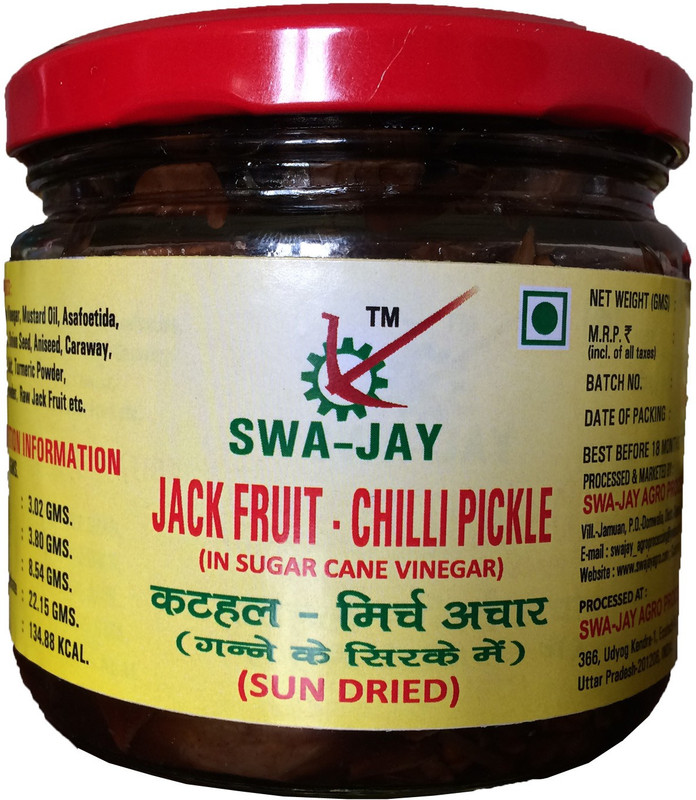 Mustard Oil, Asafoetida,
Seed, Aniseed, Caraway,
Turmeric Powder,
Raw Jack Fruit etc.
INFORMATION
: 3.02 GMS.
: 3.80 GMS.
: 8.54 GMS.
: 22.15 GMS.
: 134.88 KCAL.
TM
SWA-JAY
JACK FRUIT - CHILLI PICKLE
(IN SUGAR CANE VINEGAR)
कटहल - मिर्च अचार
(गन्ने के सिरके में)
(SUN DRIED)
NET WEIGHT (GMS) :
M.R.P. ₹
(incl. of all taxes)
BATCH NO. :
DATE OF PACKING :
BEST BEFORE 18
PROCESSED & MARKETED
SWA-JAY AGRO
Vill.-Jamuan, P.O.-
E-mail :
Website :
PROCESSED AT :
SWA-JAY AGRO
366, Udyog Kendra
Uttar Pradesh-